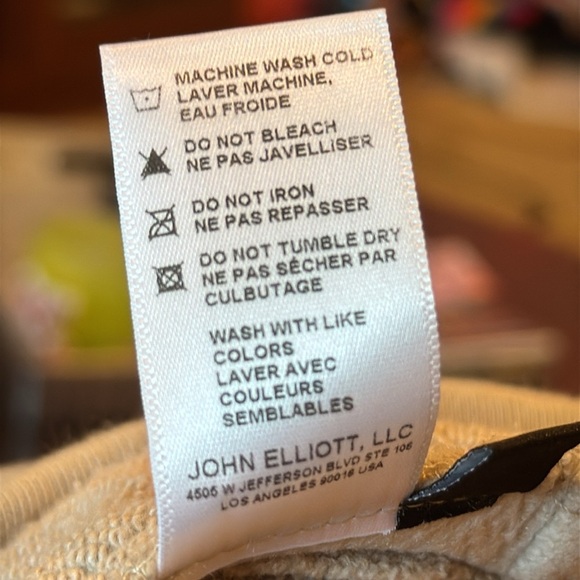 MACHINE WASH COLD
LAVER MACHINE,
EAU FROIDE
DO NOT BLEACH
NE PAS JAVELLISER
DO NOT IRON
NE PAS REPASSER
DO NOT TUMBLE DRY
NE PAS SÉCHER PAR
CULBUTAGE
WASH WITH LIKE
COLORS
LAVER AVEC
COULEURS
SEMBLABLES
JOHN ELLIOTT, LLC
4505 W JEFFERSON BLVD STE 106
LOS ANGELES 90016 USA